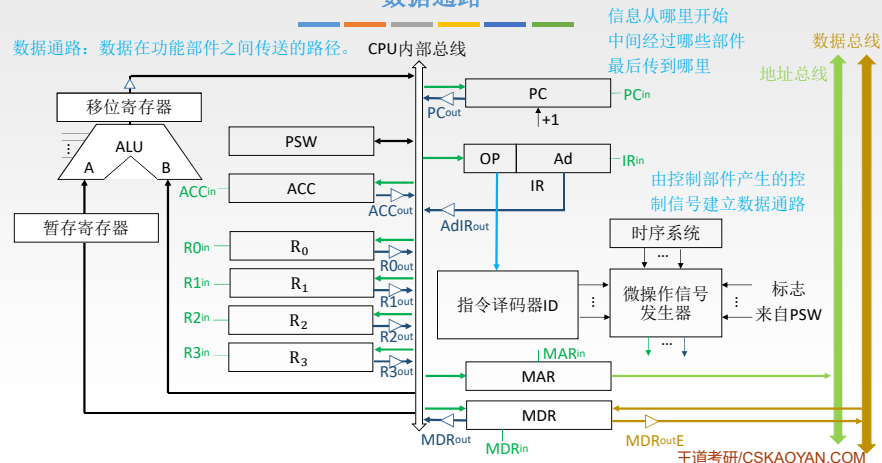 数据通路
信息从哪里开始
中间经过哪些部件
最后传到哪里
数据通路：数据在功能部件之间传送的路径。
CPU内部总线
数据总线
地址总线
移位寄存器
ALU
A
B
暂存寄存器
PSW
ACCin
ACC
ACCout
R0in
R0
R0out
R1in
R1
R1out
R2in
R2
R2out
R3in
R3
R3out
PC
PCin
PCout
+1
OP
Ad
IRin
IR
AdIRout
由控制部件产生的控
制信号建立数据通路
时序系统
...
指令译码器ID
⋮
微操作信号
发生器
⋮
标志
来自PSW
...
MARin
MAR
MDR
MDRout
MDRin
MDRoutE
王道考研/CSKAOYAN.COM